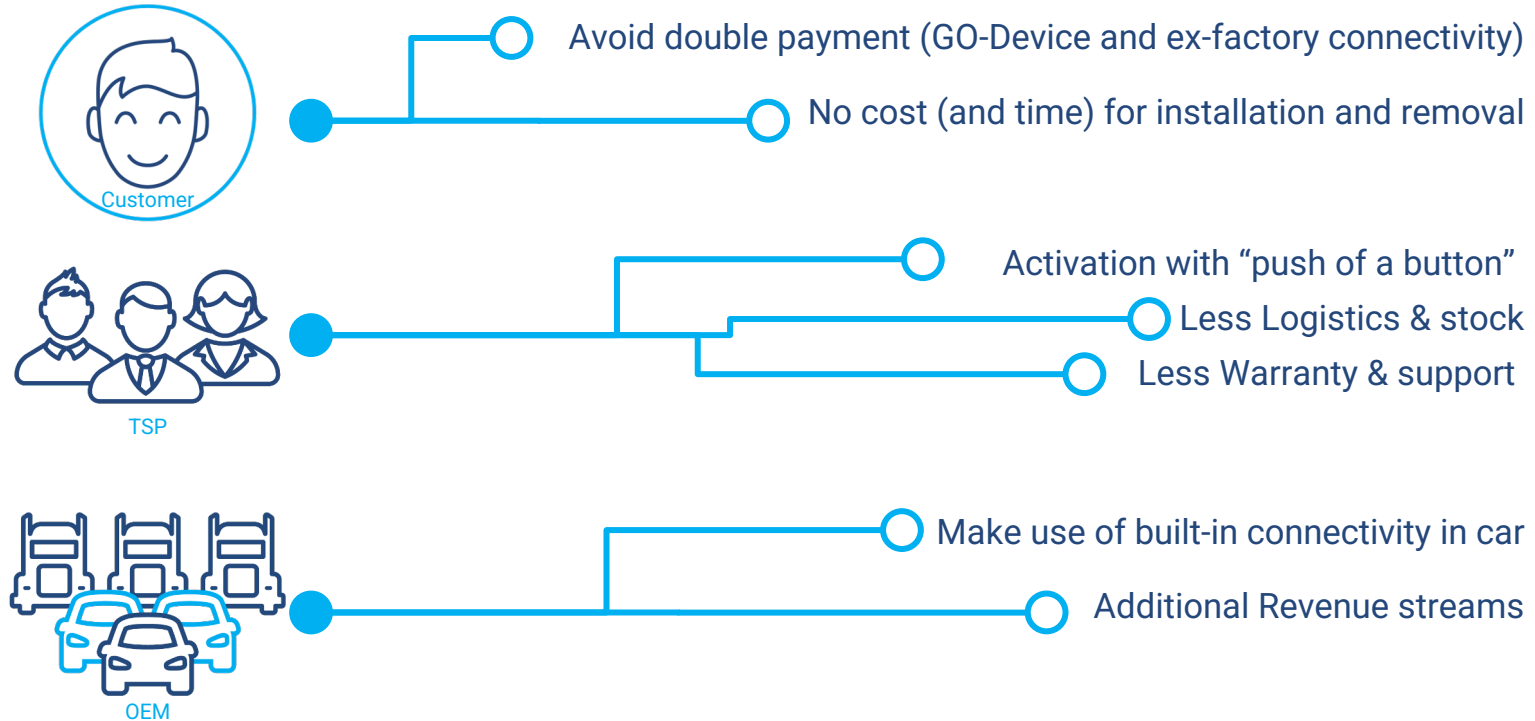 Avoid double payment (GO-Device and ex-factory connectivity)
No cost (and time) for installation and removal
Customer
Activation with “push of a button”
Less Logistics & stock
Less Warranty & support
TSP
Make use of built-in connectivity in car
Additional Revenue streams
OEM